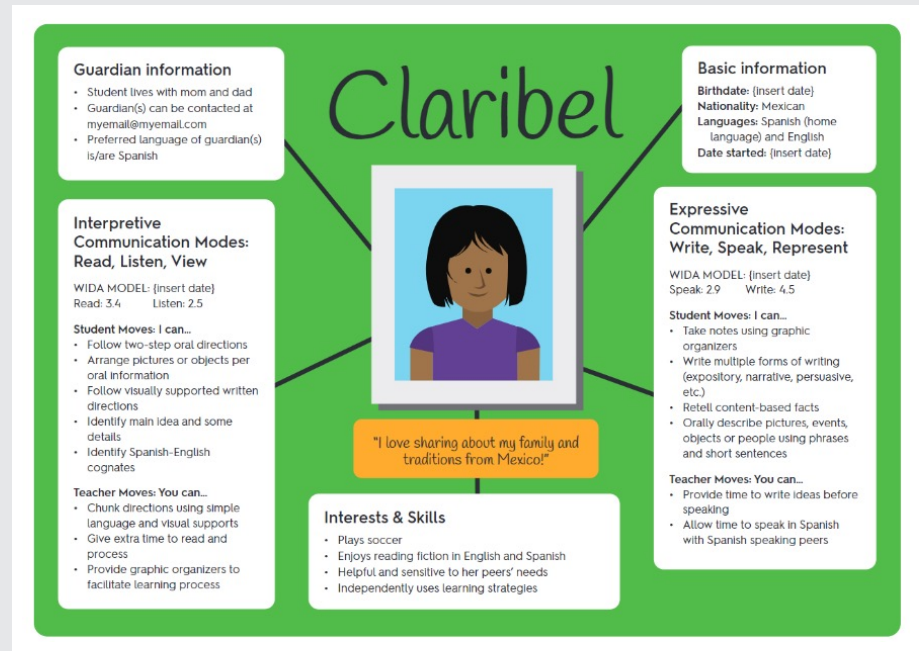 Claribel
Guardian information
• Student lives with mom and dad
• Guardian(s) can be contacted at
myemail@myemail.com
• Preferred language of guardian(s)
is/are Spanish
Basic information
Birthdate: {insert date}
Nationality: Mexican
Languages: Spanish (home
language) and English
Date started: {insert date}
Interpretive
Communication Modes:
Read, Listen, View
WIDA MODEL: {insert date}
Read: 3.4 Listen: 2.5
Student Moves: I can...
• Follow two-step oral directions
• Arrange pictures or objects per
oral information
• Follow visually supported written
directions
• Identify main idea and some
details
• Identify Spanish-English
cognates
Teacher Moves: You can...
• Chunk directions using simple
language and visual supports
• Give extra time to read and
process
• Provide graphic organizers to
facilitate learning process
"I love sharing about my family and
traditions from Mexico!"
Interests & Skills
• Plays soccer
• Enjoys reading fiction in English and Spanish
• Helpful and sensitive to her peers' needs
• Independently uses learning strategies
Expressive
Communication Modes:
Write, Speak, Represent
WIDA MODEL: {insert date}
Speak: 2.9 Write: 4.5
Student Moves: I can...
• Take notes using graphic
organizers
• Write multiple forms of writing
(expository, narrative, persuasive,
etc.)
• Retell content-based facts
• Orally describe pictures, events,
objects or people using phrases
and short sentences
Teacher Moves: You can...
• Provide time to write ideas before
speaking
• Allow time to speak in Spanish
with Spanish speaking peers